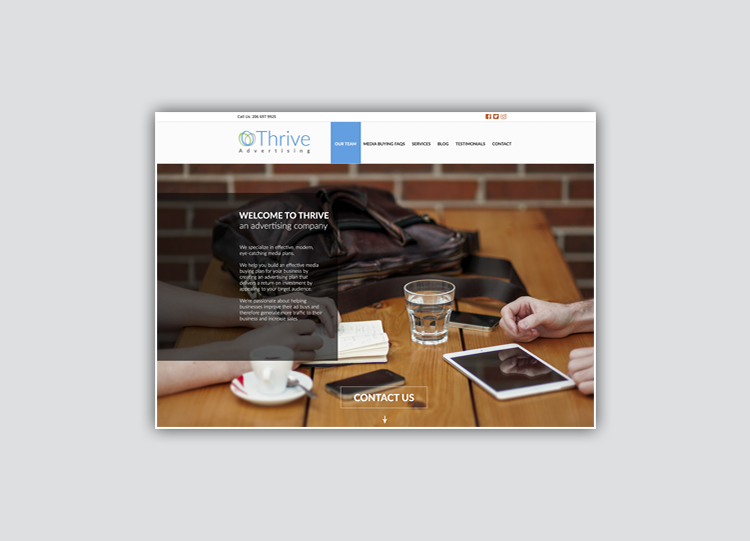 Call Us 206 697 9935
Thrive
Advertising
OUR TEAM MEDIA BUYING FAQS SERVICES BLOG TESTIMONIALS CONTACT
WELCOME TO THRIVE
an advertising company
We specialize in effective, modern,
eye-catching media plans.
We help you build an effective media
buying plan for your business by
creating an advertising plan that
delivers a return on investment by
appealing to your target audience.
We're passionate about helping
businesses improve their ad buys and
therefore generate more traffic to their
business and increase sales.
CONTACT US